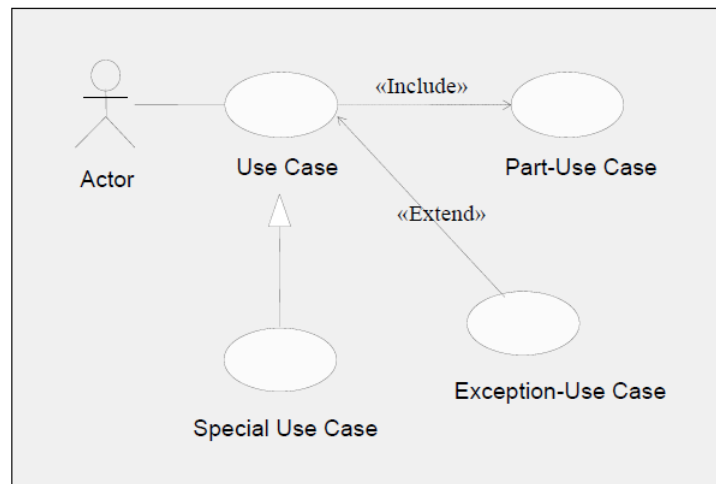 «Include»
Actor
Use Case
Part-Use Case
«Extend»
Exception-Use Case
Special Use Case